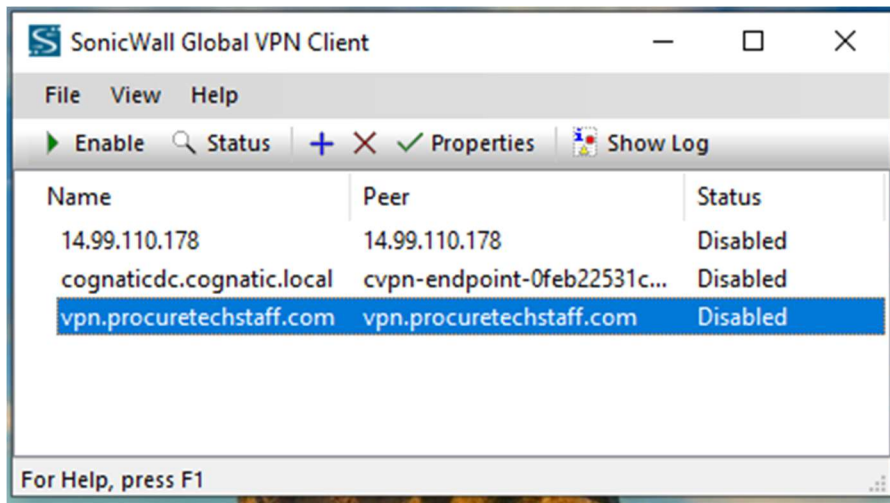 SonicWall Global VPN Client
File View Help
Enable Status Properties Show Log
Name Peer Status
14.99.110.178 14.99.110.178 Disabled
cognaticdc.cognatic.local cvpn-endpoint-0feb22531c... Disabled
vpn.procuretechstaff.com vpn.procuretechstaff.com Disabled
For Help, press F1